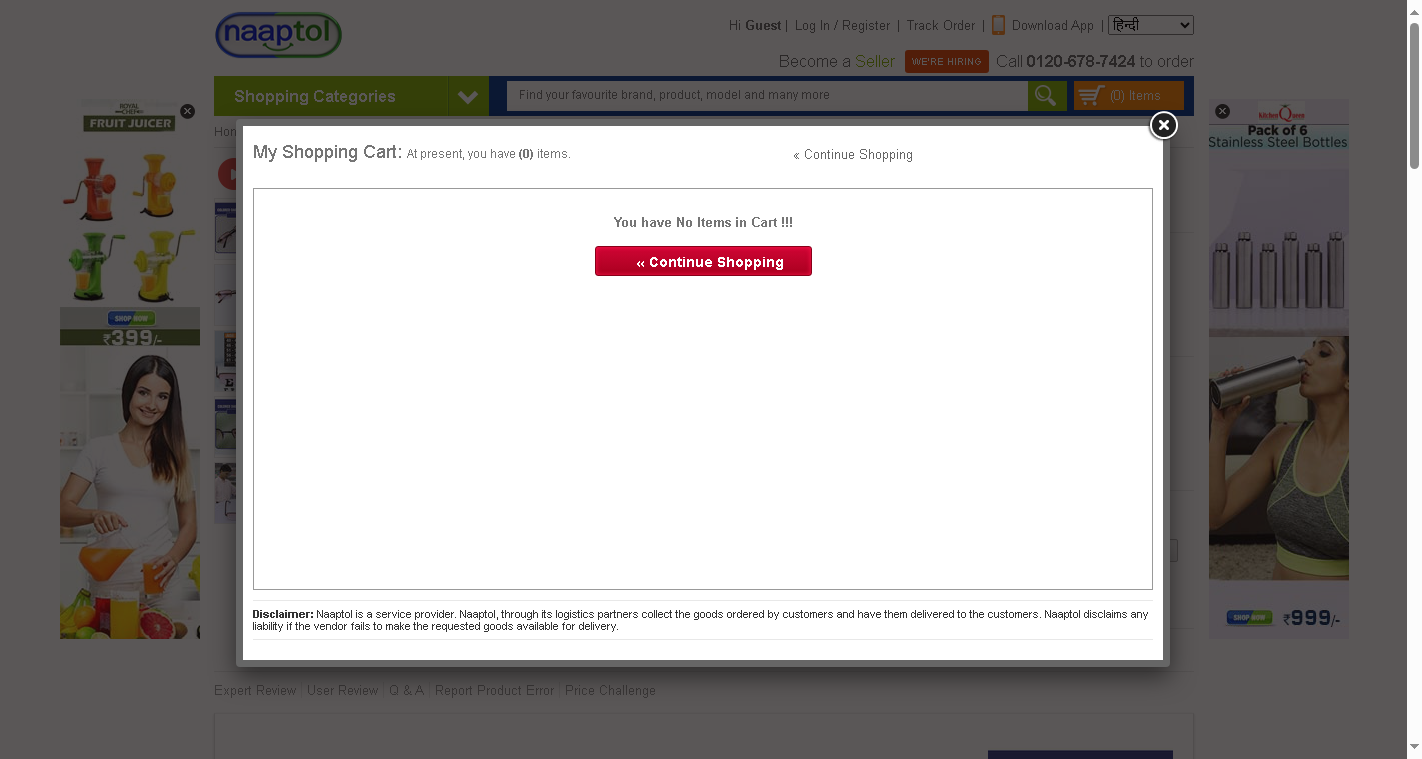 naaptol
Hi Guest | Log In / Register | Track Order | Download App | हिन्दी
Become a Seller WE'RE HIRING Call 0120-678-7424 to order
Shopping Categories
Find your favourite brand, product, model and many more
(0) Items
ROYAL CHEF
FRUIT JUICER
SHOP NOW
₹399/-
Kitchen Queen
Pack of 6
Stainless Steel Bottles
SHOP NOW
₹999/-
My Shopping Cart: At present, you have (0) items.
« Continue Shopping
You have No Items in Cart !!!
« Continue Shopping
Disclaimer: Naaptol is a service provider. Naaptol, through its logistics partners collect the goods ordered by customers and have them delivered to the customers. Naaptol disclaims any
liability if the vendor fails to make the requested goods available for delivery.
Expert Review | User Review | Q & A | Report Product Error | Price Challenge